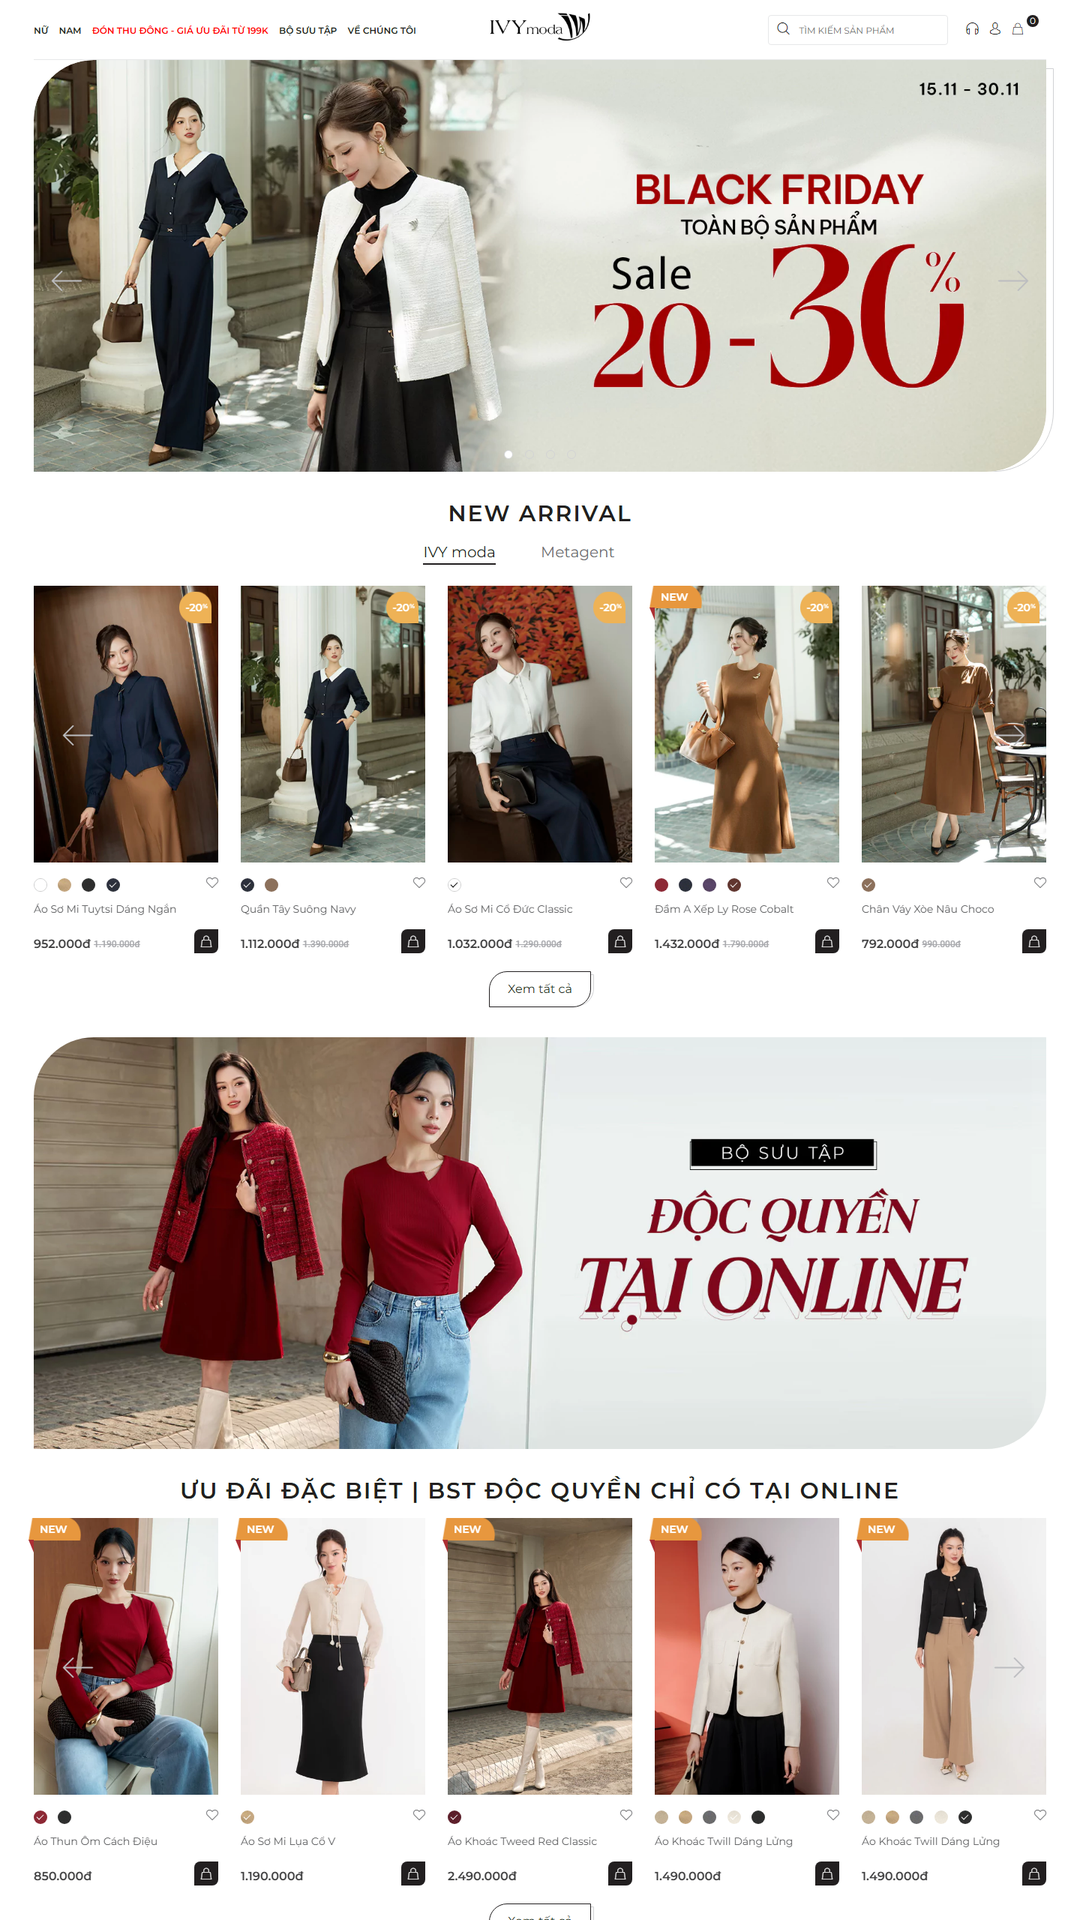 NỮ NAM ĐÓN THU ĐÔNG - GIÁ ƯU ĐÃI TỪ 199K BỘ SƯU TẬP VỀ CHÚNG TÔI
IVY moda
TÌM KIẾM SẢN PHẨM
0
15.11 - 30.11
BLACK FRIDAY
TOÀN BỘ SẢN PHẨM
Sale
20 - 30%
NEW ARRIVAL
IVY moda Metagent
-20% -20% -20% NEW -20% -20%
Áo Sơ Mi Tuytsi Dáng Ngắn
952.000đ 1.190.000đ
Quần Tây Suông Navy
1.112.000đ 1.390.000đ
Áo Sơ Mi Cổ Đức Classic
1.032.000đ 1.290.000đ
Đầm A Xếp Ly Rose Cobalt
1.432.000đ 1.790.000đ
Chân Váy Xòe Nâu Choco
792.000đ 990.000đ
Xem tất cả
BỘ SƯU TẬP
ĐỘC QUYỀN
TẠI ONLINE
ƯU ĐÃI ĐẶC BIỆT | BST ĐỘC QUYỀN CHỈ CÓ TẠI ONLINE
NEW NEW NEW NEW NEW
Áo Thun Ôm Cách Điệu
850.000đ
Áo Sơ Mi Lụa Cổ V
1.190.000đ
Áo Khoác Tweed Red Classic
2.490.000đ
Áo Khoác Twill Dáng Lửng
1.490.000đ
Áo Khoác Twill Dáng Lửng
1.490.000đ
Xem tất cả